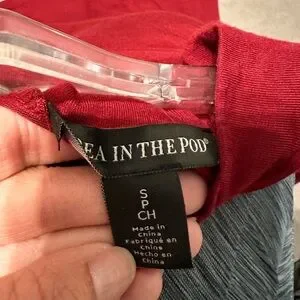 EA IN THE POD®
S
P
CH
Made in
China
Fabriqué en
Chine
Hecho en
China